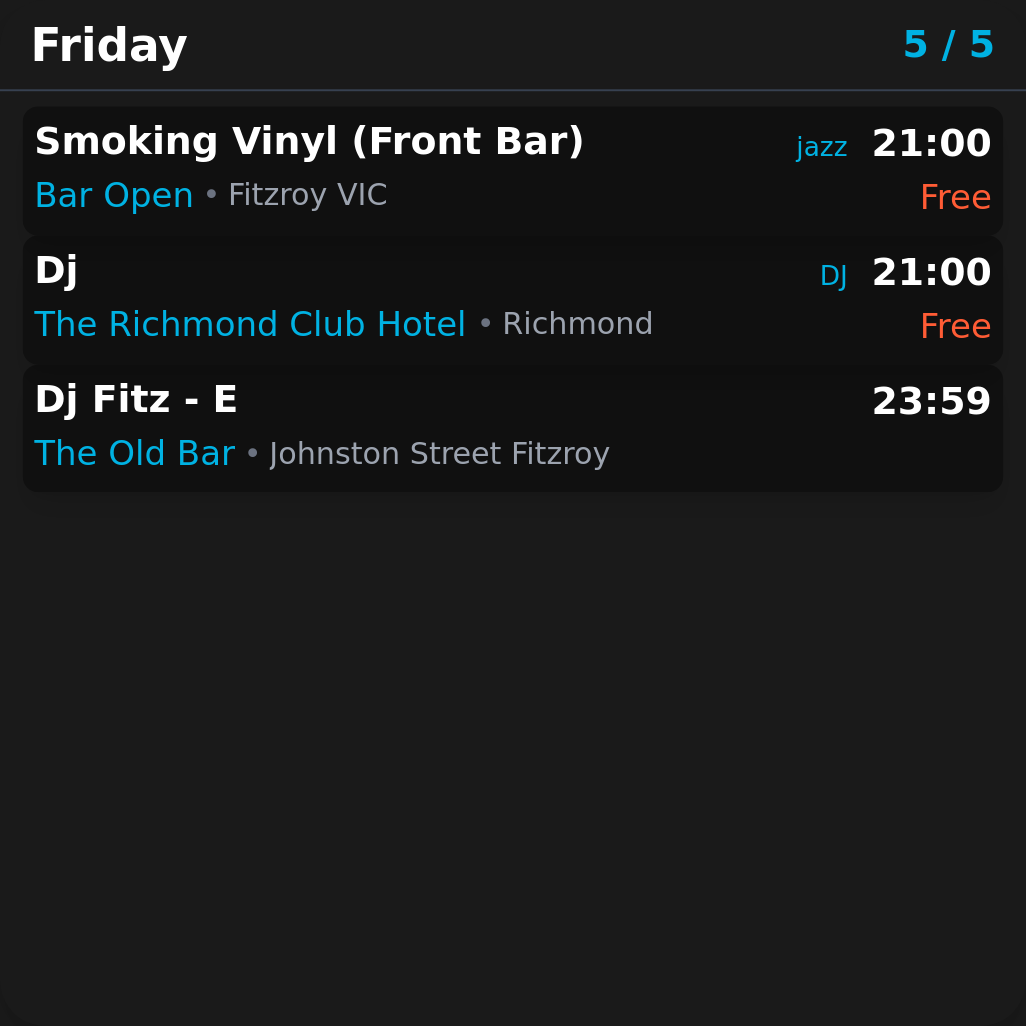 Friday
5 / 5
Smoking Vinyl (Front Bar)
jazz 21:00
Bar Open • Fitzroy VIC
Free
Dj
DJ 21:00
The Richmond Club Hotel • Richmond
Free
Dj Fitz - E
23:59
The Old Bar • Johnston Street Fitzroy